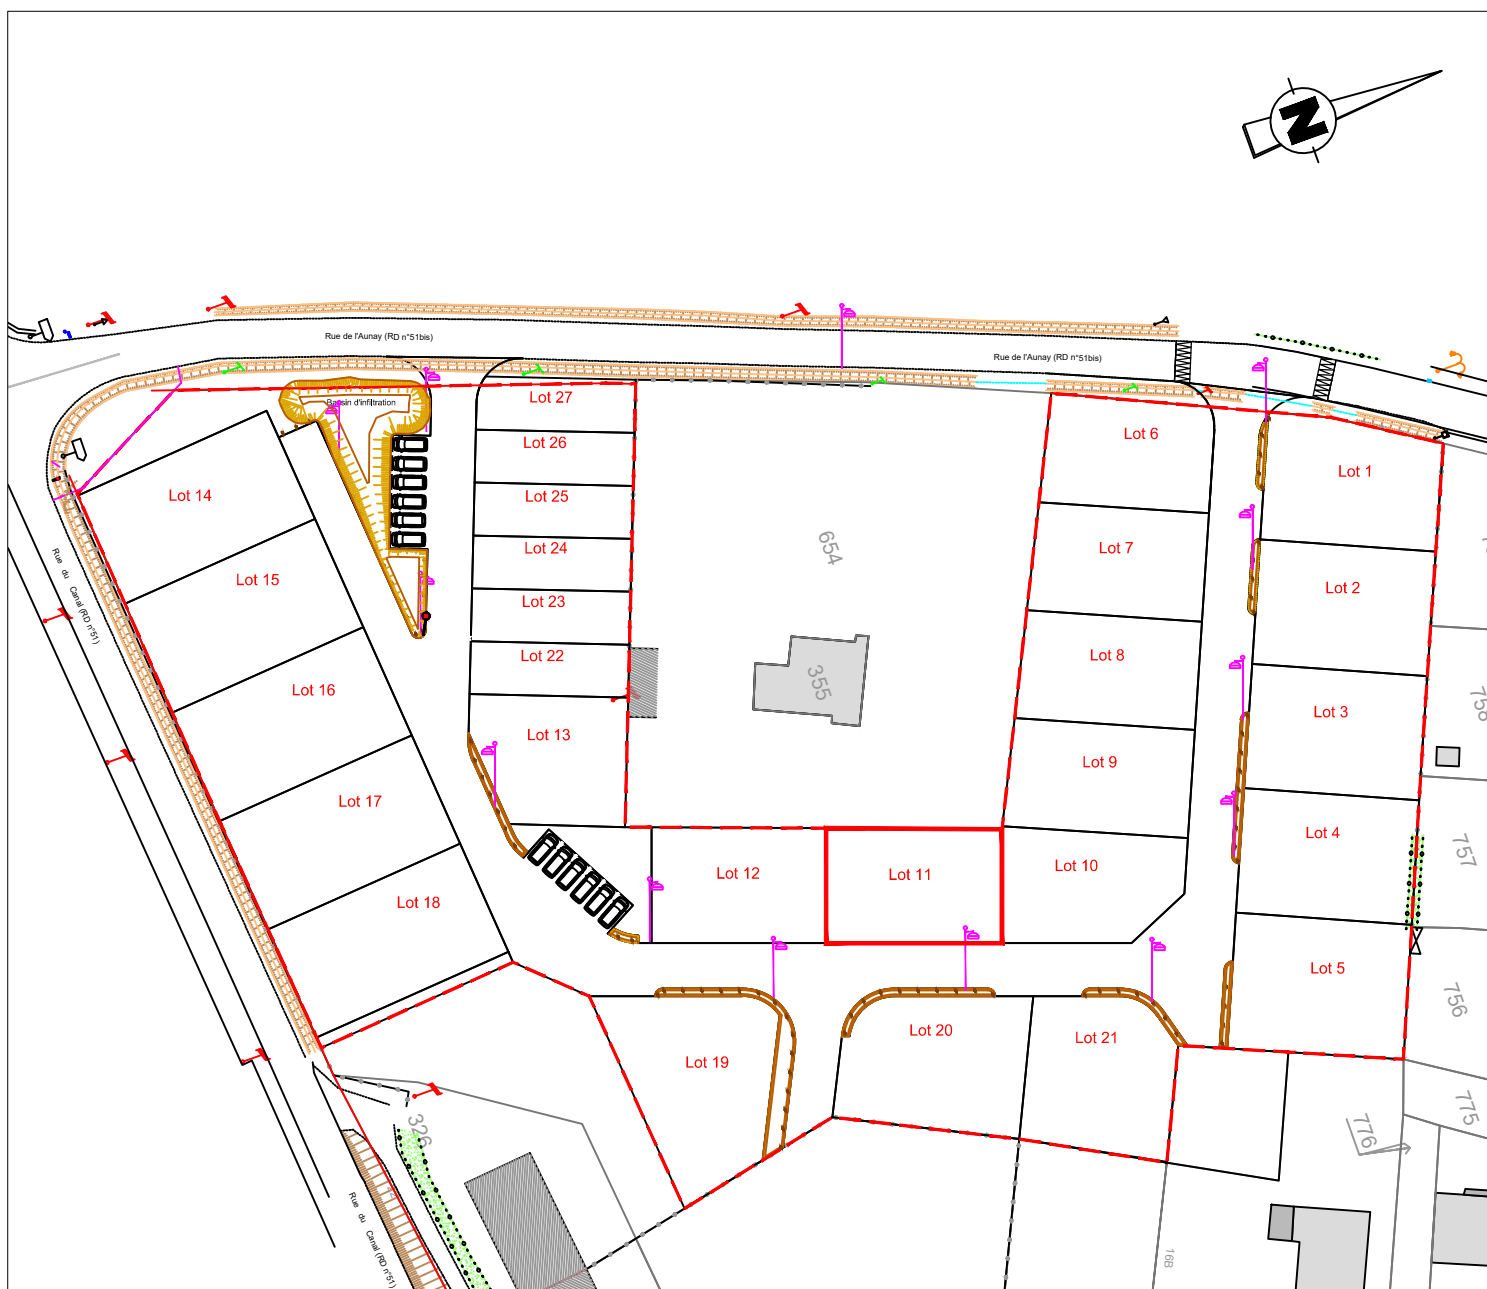 N
Rue de l'Aunay (RD n°51bis)
Rue de l'Aunay (RD n°51bis)
Lot 27
Bassin d'infiltration
Lot 6
Lot 26
Lot 1
Lot 14
Lot 25
Lot 24
654
Lot 7
Rue du Canal (RD n°51)
Lot 15
Lot 2
Lot 23
Lot 22
Lot 8
Lot 16
355
758
Lot 3
Lot 13
Lot 9
Lot 17
Lot 4
757
Lot 12
Lot 11
Lot 10
Lot 18
Lot 5
756
Lot 20
Lot 21
Lot 19
775
326
776
Rue du Canal (RD n°51)
16B